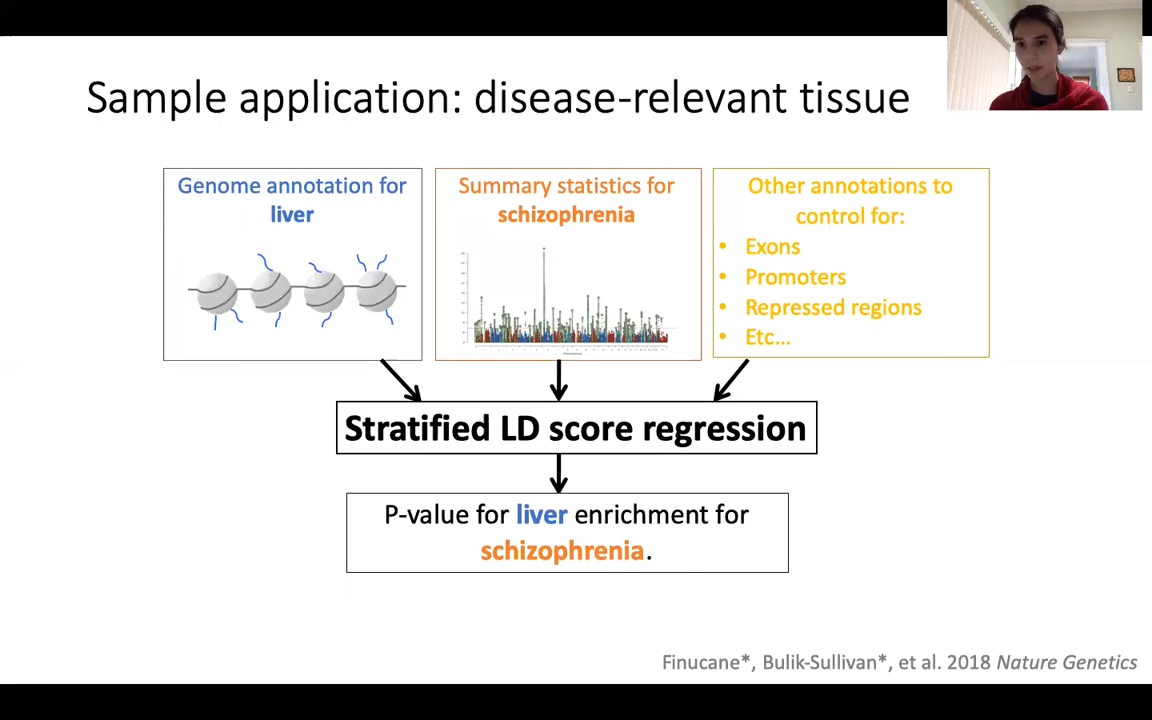 Sample application: disease-relevant tissue
Genome annotation for
liver
Summary statistics for
schizophrenia
Other annotations to
control for:
• Exons
• Promoters
• Repressed regions
• Etc...
Stratified LD score regression
P-value for liver enrichment for
schizophrenia.
Finucane*, Bulik-Sullivan*, et al. 2018 Nature Genetics